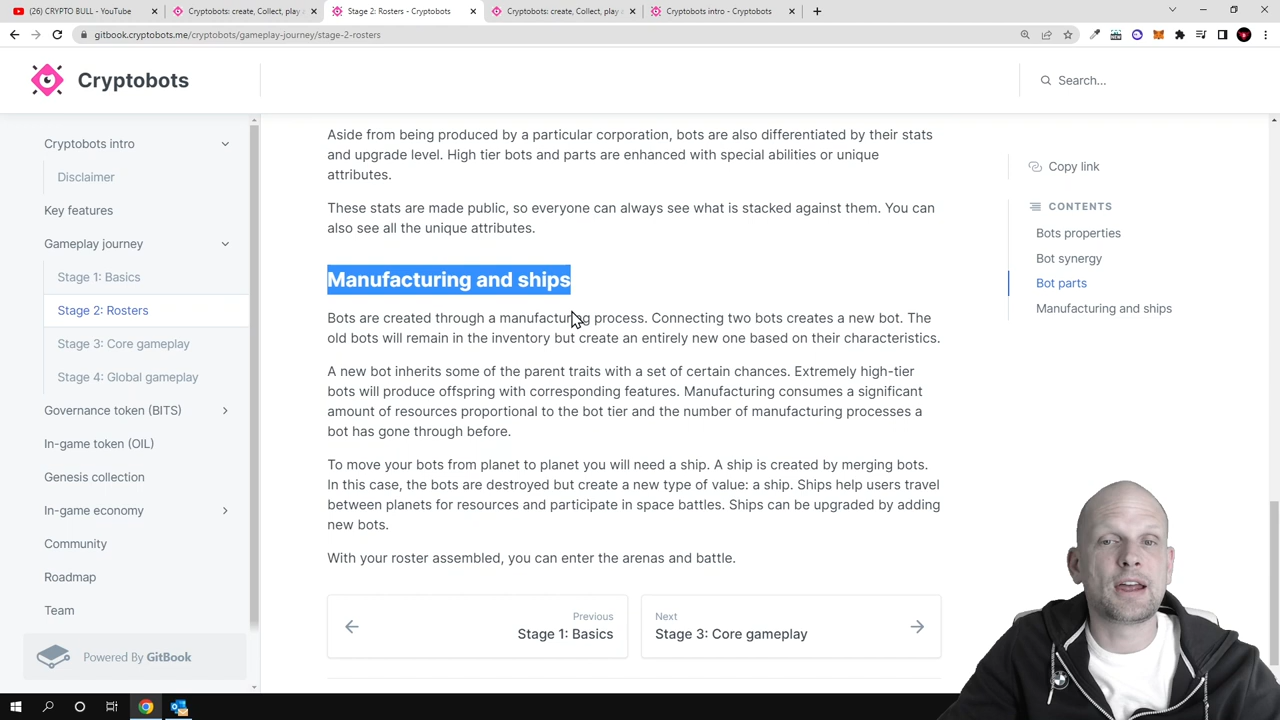 (26) CRYPTO BULL - YouTube
Cryptobots: create, Collect, play a
Stage 2: Rosters - Cryptobots
Cryptobots: create, Collect, play a
Cryptobots intro - Cryptobots
gitbook.cryptobots.me/cryptobots/gameplay-journey/stage-2-rosters
Cryptobots
Search...
Cryptobots intro
Disclaimer
Key features
Gameplay journey
Stage 1: Basics
Stage 2: Rosters
Stage 3: Core gameplay
Stage 4: Global gameplay
Governance token (BITS)
In-game token (OIL)
Genesis collection
In-game economy
Community
Roadmap
Team
Powered By GitBook
Aside from being produced by a particular corporation, bots are also differentiated by their stats
and upgrade level. High tier bots and parts are enhanced with special abilities or unique
attributes.
These stats are made public, so everyone can always see what is stacked against them. You can
also see all the unique attributes.
Manufacturing and ships
Bots are created through a manufacturing process. Connecting two bots creates a new bot. The
old bots will remain in the inventory but create an entirely new one based on their characteristics.
A new bot inherits some of the parent traits with a set of certain chances. Extremely high-tier
bots will produce offspring with corresponding features. Manufacturing consumes a significant
amount of resources proportional to the bot tier and the number of manufacturing processes a
bot has gone through before.
To move your bots from planet to planet you will need a ship. A ship is created by merging bots.
In this case, the bots are destroyed but create a new type of value: a ship. Ships help users travel
between planets for resources and participate in space battles. Ships can be upgraded by adding
new bots.
With your roster assembled, you can enter the arenas and battle.
Previous
Stage 1: Basics
Next
Stage 3: Core gameplay
Copy link
CONTENTS
Bots properties
Bot synergy
Bot parts
Manufacturing and ships